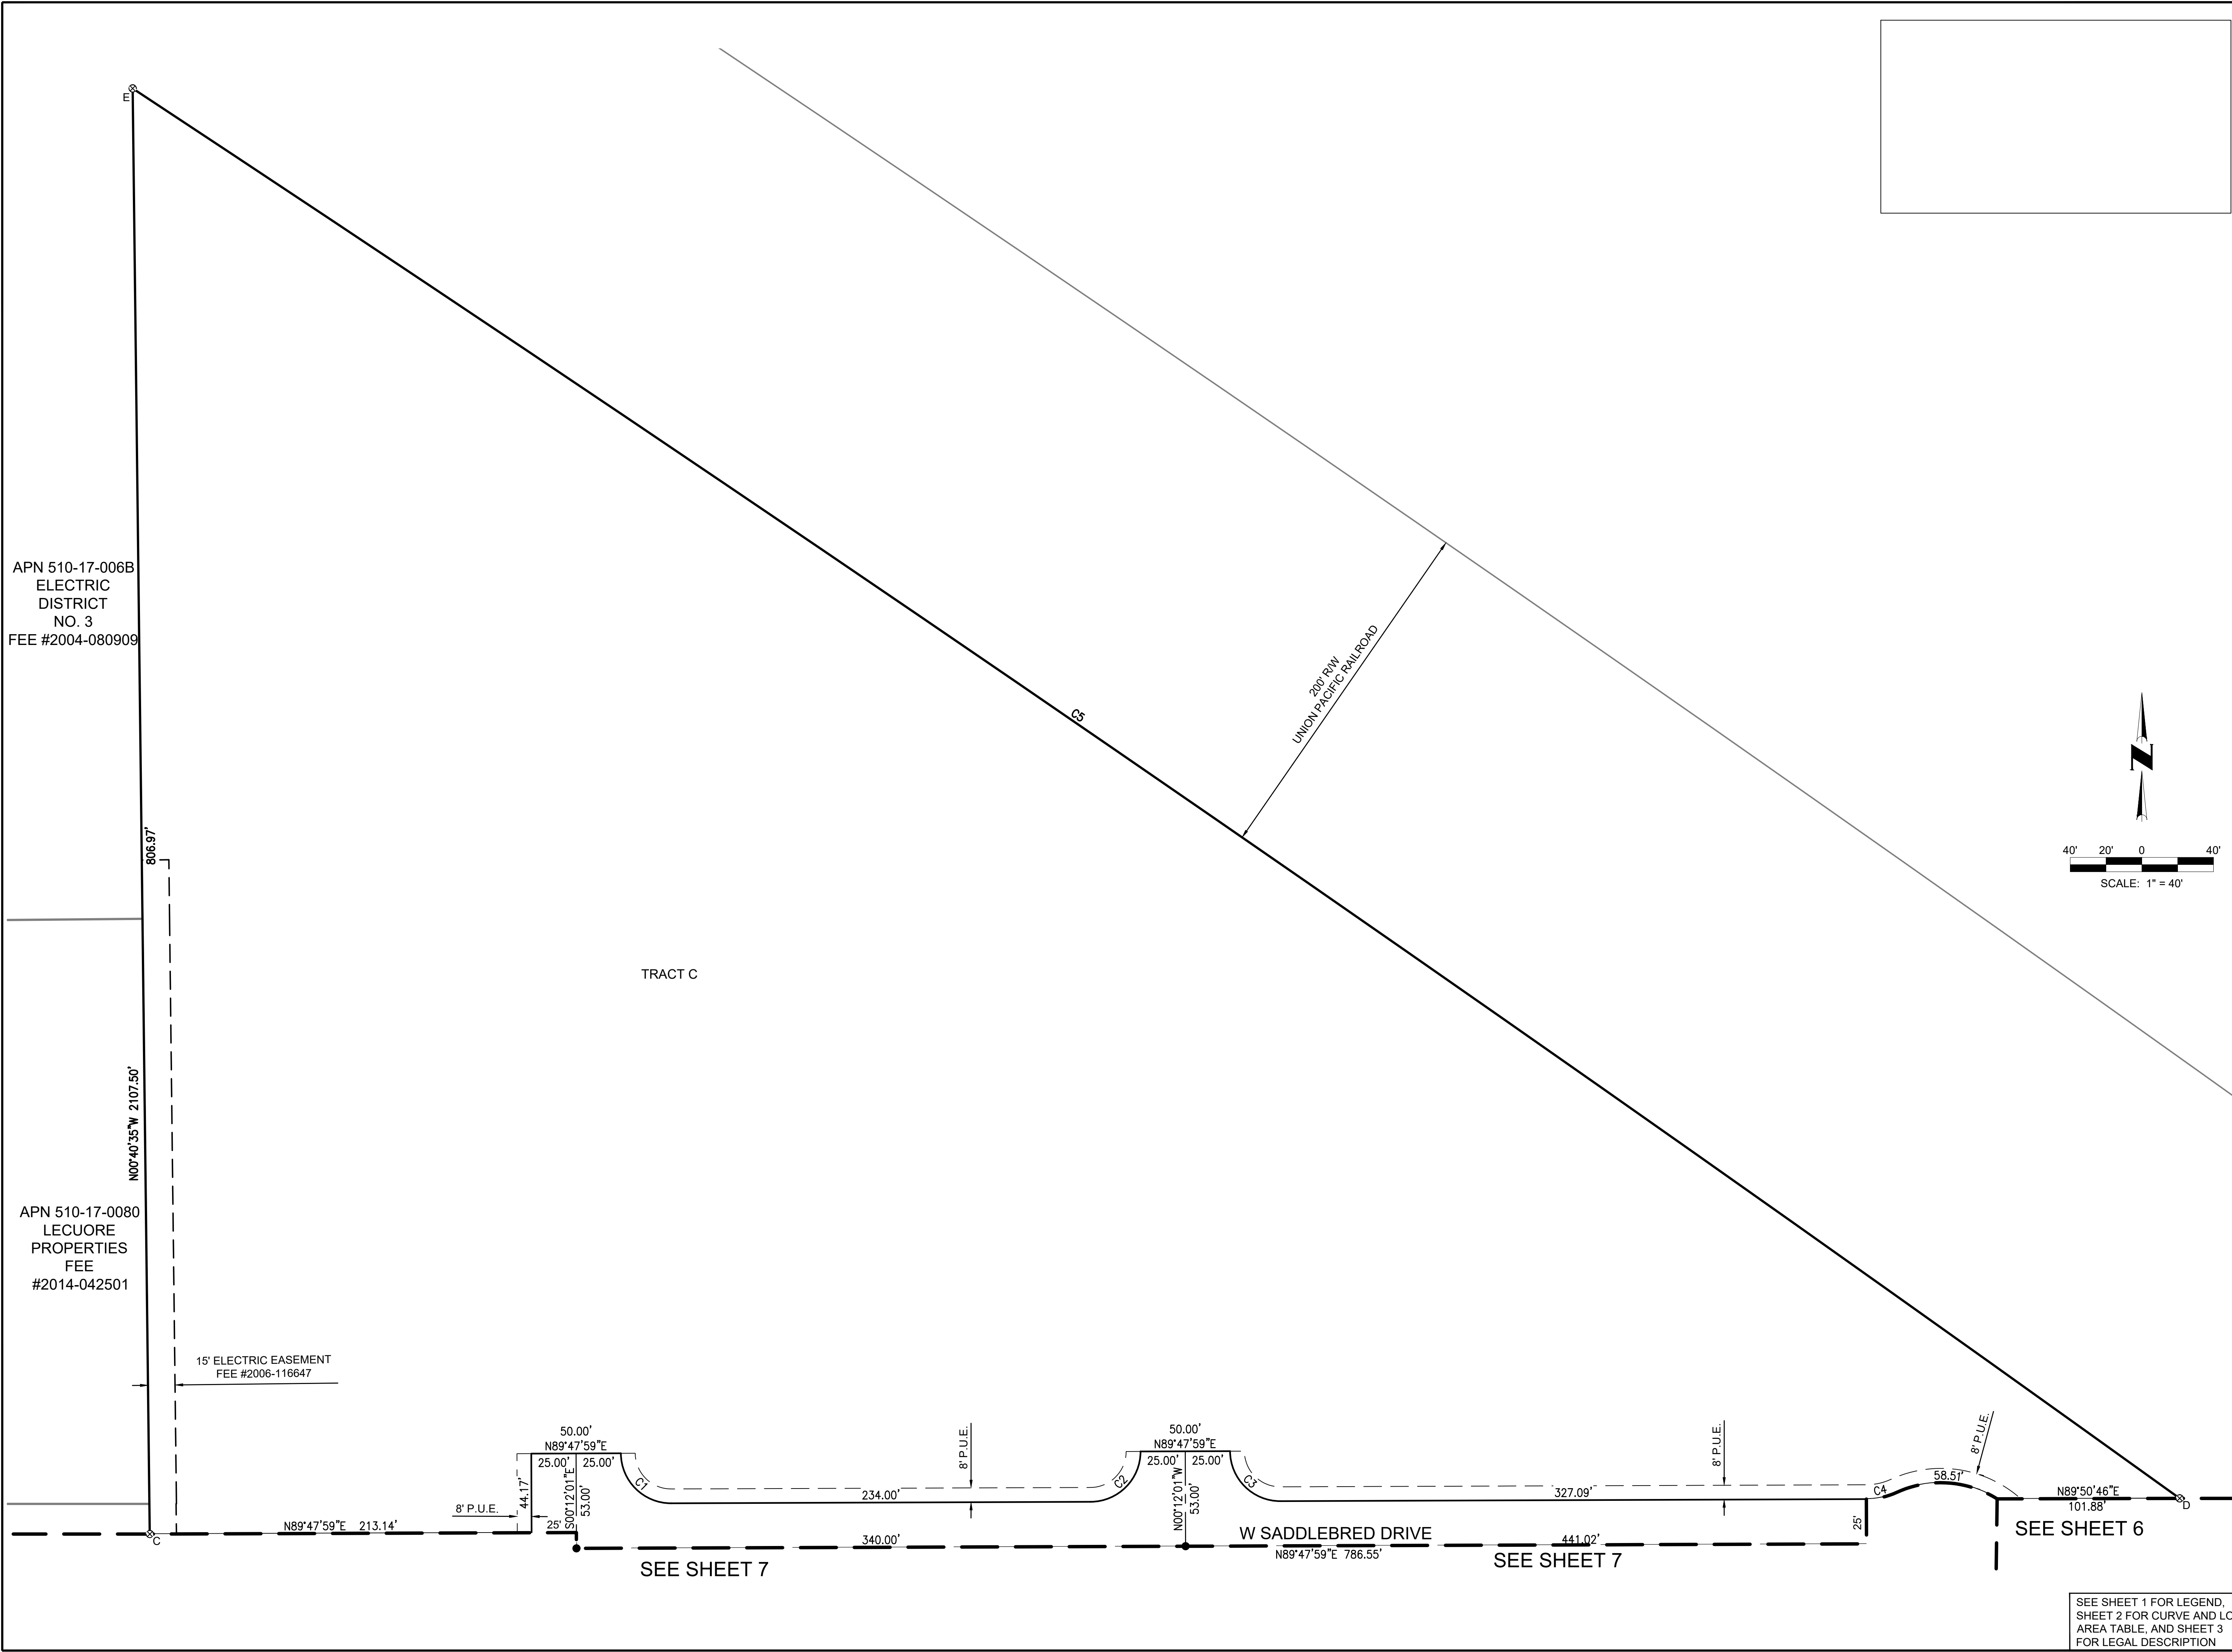 E
APN 510-17-006B
ELECTRIC
DISTRICT
NO. 3
FEE #2004-080909
200' R/W
UNION PACIFIC RAILROAD
C5
N
40' 20' 0 40'
SCALE: 1" = 40'
806.97'
TRACT C
N00°40'35"W 2107.50'
APN 510-17-0080
LECUORE
PROPERTIES
FEE
#2014-042501
15' ELECTRIC EASEMENT
FEE #2006-116647
50.00'
N89°47'59"E
25.00' 25.00'
44.17'
S00°12'01"E
53.00'
8' P.U.E.
25'
C1
234.00'
8' P.U.E.
C2
50.00'
N89°47'59"E
25.00' 25.00'
N00°12'01"W
53.00'
C3
327.09'
8' P.U.E.
C4
58.51'
8' P.U.E.
N89°50'46"E
101.88'
D
25'
SEE SHEET 6
C
N89°47'59"E 213.14'
340.00'
W SADDLEBRED DRIVE
N89°47'59"E 786.55'
441.02'
SEE SHEET 7
SEE SHEET 7
SEE SHEET 1 FOR LEGEND,
SHEET 2 FOR CURVE AND LO
AREA TABLE, AND SHEET 3
FOR LEGAL DESCRIPTION